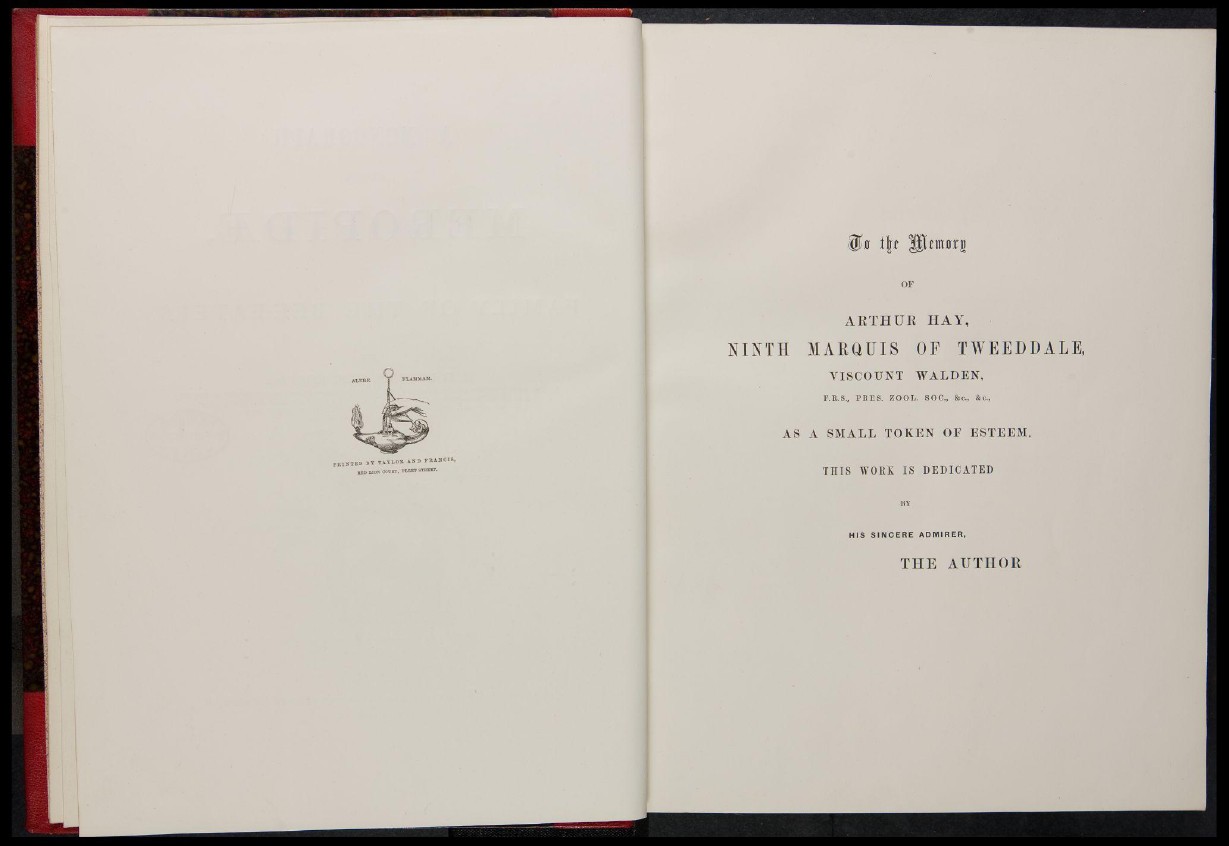 ALERE FLAMMAM.
PRINTED BY TAYLOR AND FRANCIS,
RED LION COURT, FLEET STREET.
To the Memory
OF
ARTHUR HAY,
NINTH MARQUIS OF TWEEDDALE,
VISCOUNT WALDEN,
F.R.S., PRES. ZOOL. SOC., &c., &c.,
AS A SMALL TOKEN OF ESTEEM,
THIS WORK IS DEDICATED
BY
HIS SINCERE ADMIRER,
THE AUTHOR